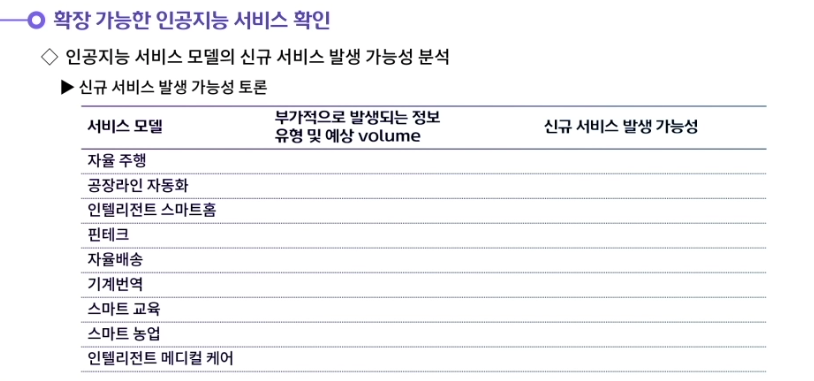 확장 가능한 인공지능 서비스 확인
◇ 인공지능 서비스 모델의 신규 서비스 발생 가능성 분석
▶ 신규 서비스 발생 가능성 토론
서비스 모델
부가적으로 발생되는 정보
유형 및 예상 volume
신규 서비스 발생 가능성
자율 주행
공장라인 자동화
인텔리전트 스마트홈
핀테크
자율배송
기계번역
스마트 교육
스마트 농업
인텔리전트 메디컬 케어